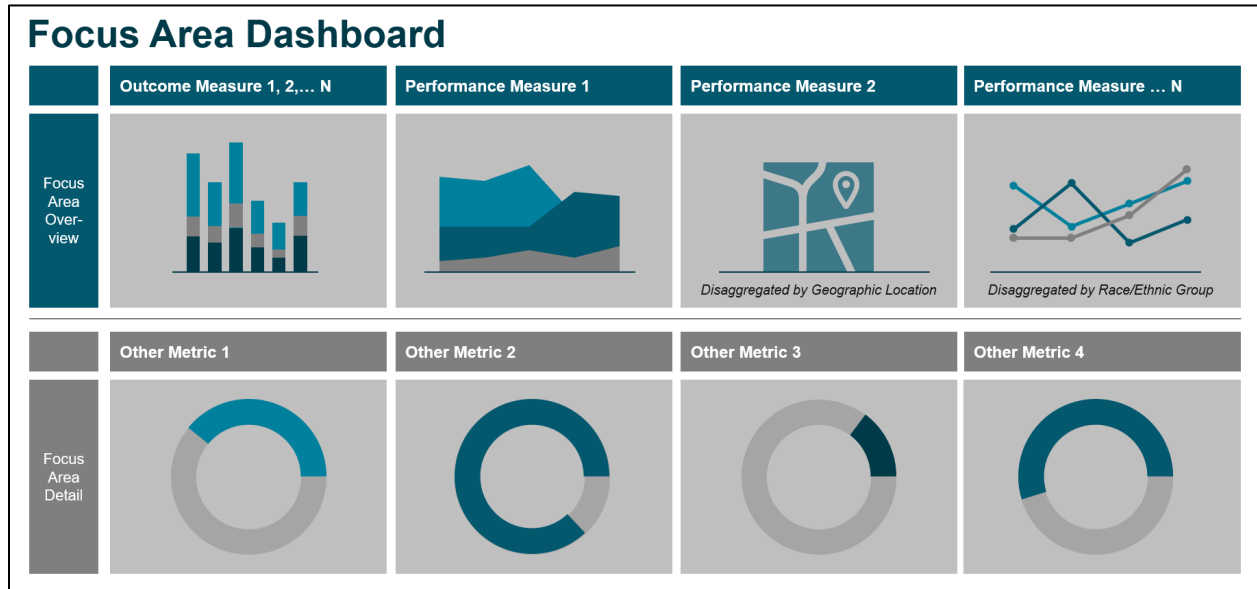 Focus Area Dashboard
Outcome Measure 1, 2,... N
Performance Measure 1
Performance Measure 2
Performance Measure ... N
Focus
Area
Over-
view
Disaggregated by Geographic Location
Disaggregated by Race/Ethnic Group
Other Metric 1
Other Metric 2
Other Metric 3
Other Metric 4
Focus
Area
Detail